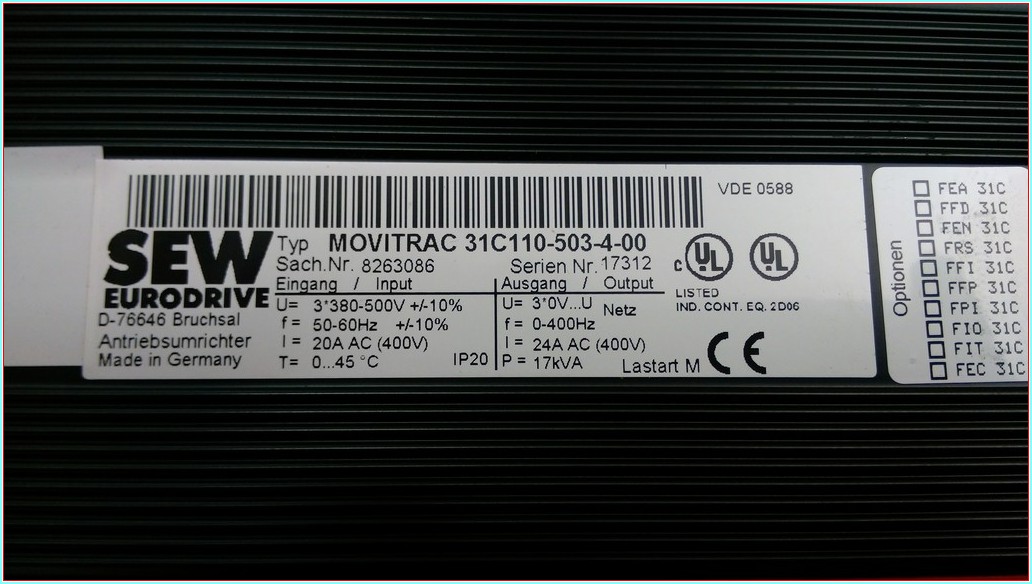 VDE 0588
SEW
EURODRIVE
D-76646 Bruchsal
Antriebsumrichter
Made in Germany
Typ MOVITRAC 31C110-503-4-00
Sach.Nr. 8263086 Serien Nr. 17312
Eingang / Input
U= 3*380-500V +/-10%
f = 50-60Hz +/-10%
I = 20A AC (400V)
T= 0...45 °C IP20
Ausgang / Output
U= 3*0V...U Netz
f = 0-400Hz
I = 24A AC (400V)
P = 17kVA Lastart M
c UL UL
LISTED
IND. CONT. EQ. 2D06
CE
Optionen
FEA 31C
FFD 31C
FEN 31C
FRS 31C
FFI 31C
FFP 31C
FPI 31C
FIO 31C
FIT 31C
FEC 31C